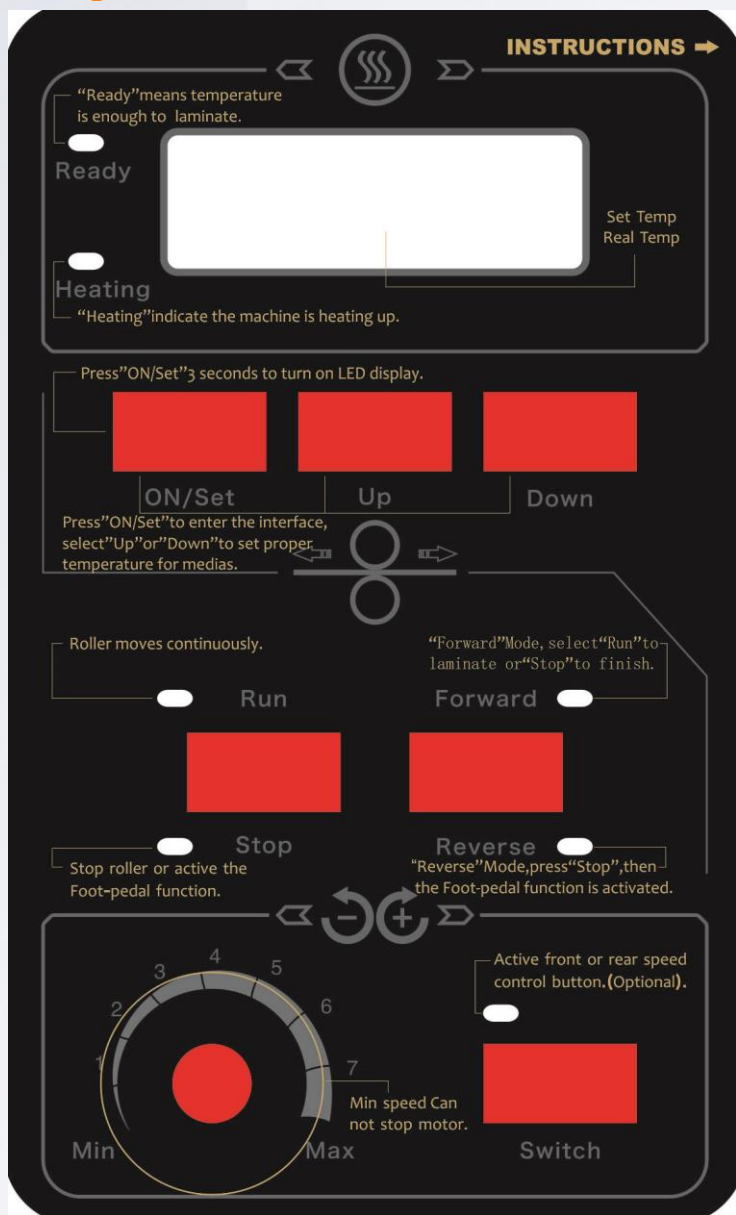 INSTRUCTIONS
“Ready”means temperature
is enough to laminate.
Ready
Set Temp
Real Temp
Heating
“Heating”indicate the machine is heating up.
Press”ON/Set”3 seconds to turn on LED display.
ON/Set
Up
Down
Press”ON/Set”to enter the interface,
select”Up”or”Down”to set proper
temperature for medias.
Roller moves continuously.
“Forward”Mode,select“Run”to
laminate or“Stop”to finish.
Run
Forward
Stop
Reverse
Stop roller or active the
Foot-pedal function.
“Reverse”Mode,press“Stop”,then
the Foot-pedal function is activated.
Active front or rear speed
control button.(Optional).
1
2
3
4
5
6
7
Min speed Can
not stop motor.
Min
Max
Switch